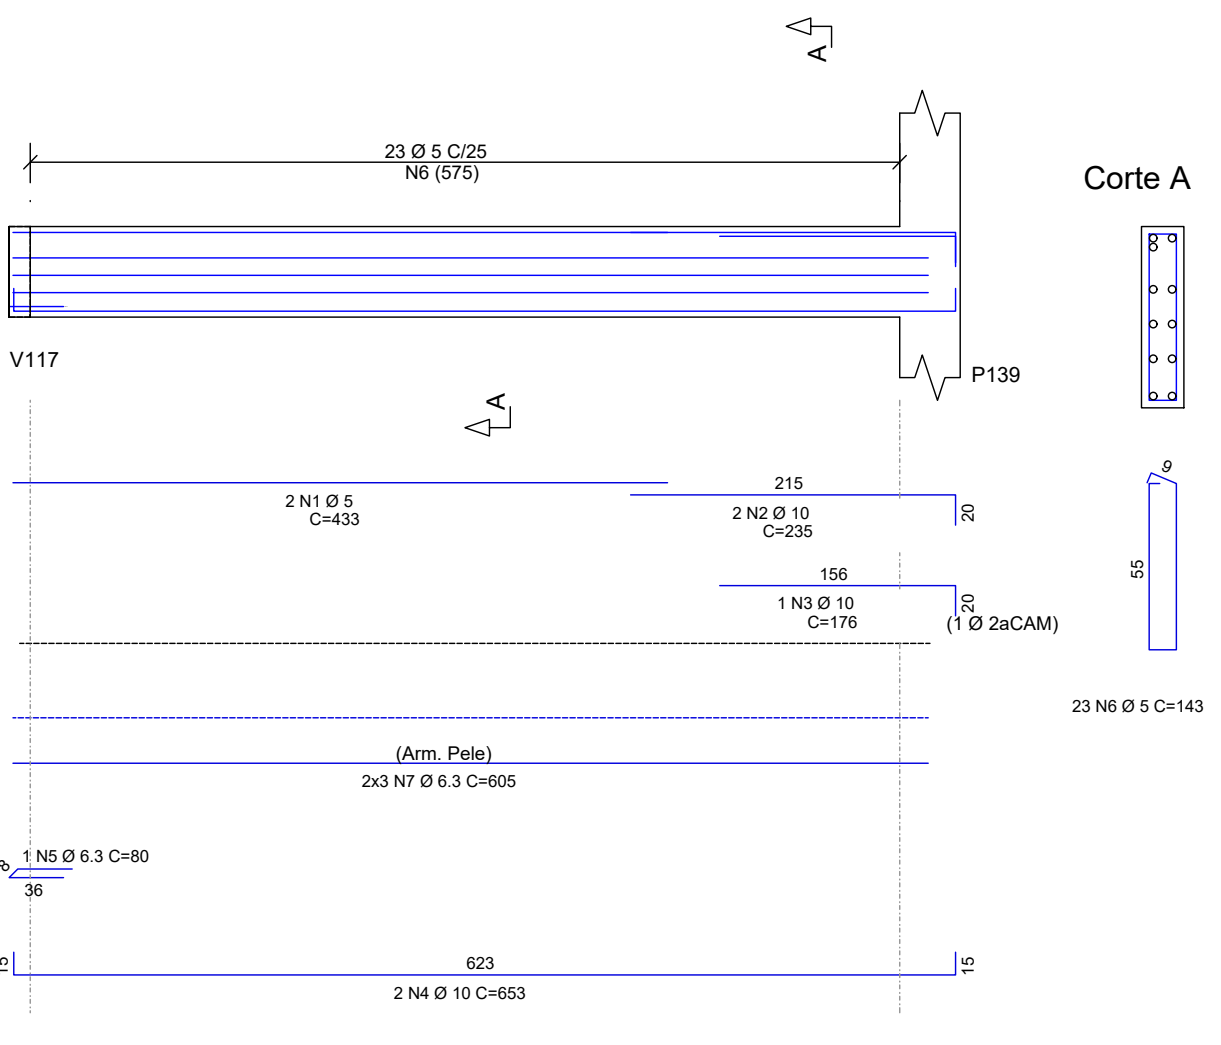 A
23 Ø 5 C/25
N6 (575)
Corte A
V117
P139
A
215
2 N1 Ø 5
C=433
2 N2 Ø 10
C=235
20
9
55
156
1 N3 Ø 10
C=176
20
(1 Ø 2aCAM)
23 N6 Ø 5 C=143
(Arm. Pele)
2x3 N7 Ø 6.3 C=605
1 N5 Ø 6.3 C=80
8
36
15
623
15
2 N4 Ø 10 C=653